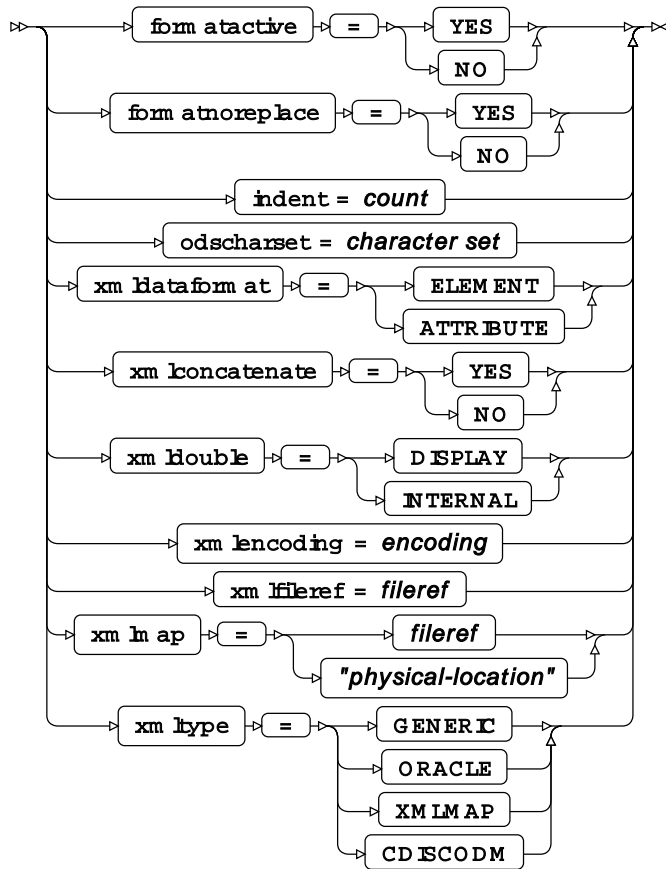 formatactive = YES
NO
formatnoreplace = YES
NO
indent = count
odscharset = character set
xmldataformat = ELEMENT
ATTRIBUTE
xmlconcatenate = YES
NO
xmldouble = DISPLAY
INTERNAL
xmlencoding = encoding
xmlfileref = fileref
xmlmap = fileref
"physical-location"
xmltype = GENERIC
ORACLE
XMLMAP
CDISCODM